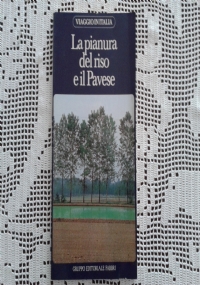 VIAGGIO IN ITALIA
La pianura
del riso
e il Pavese
GRUPPO EDITORIALE FABBRI